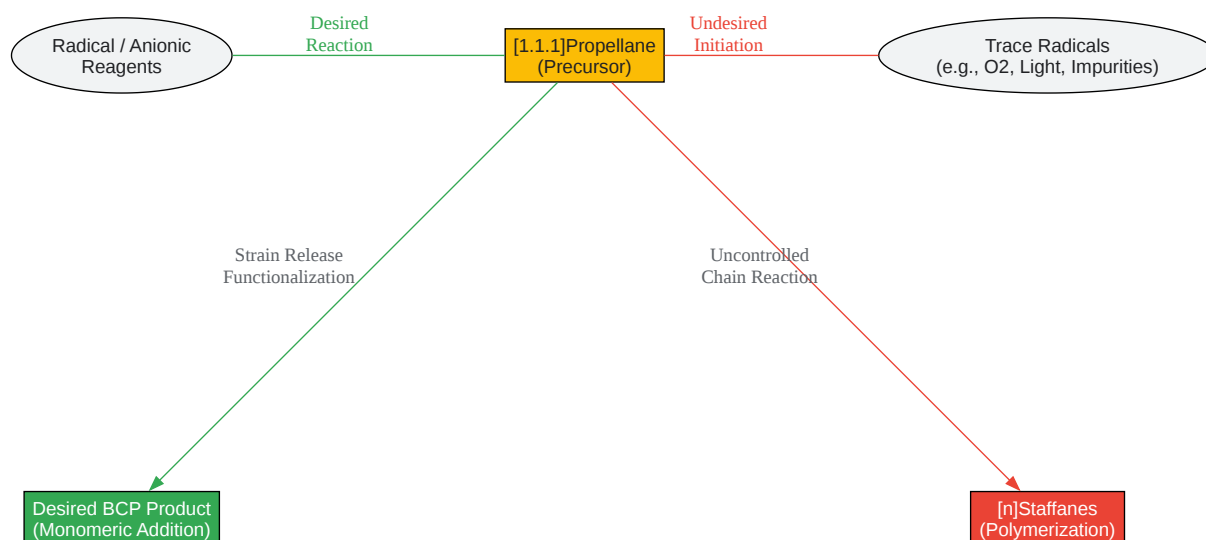 Radical / Anionic
Reagents
Desired
Reaction
[1.1.1]Propellane
(Precursor)
Undesired
Initiation
Trace Radicals
(e.g., O2, Light, Impurities)
Strain Release
Functionalization
Uncontrolled
Chain Reaction
Desired BCP Product
(Monomeric Addition)
[n]Staffanes
(Polymerization)